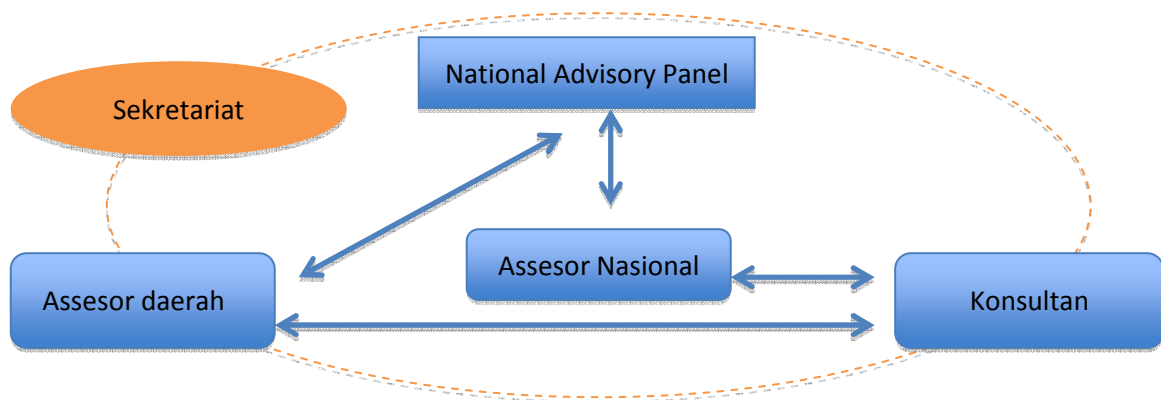 National Advisory Panel
Sekretariat
Assesor Nasional
Assesor daerah
Konsultan